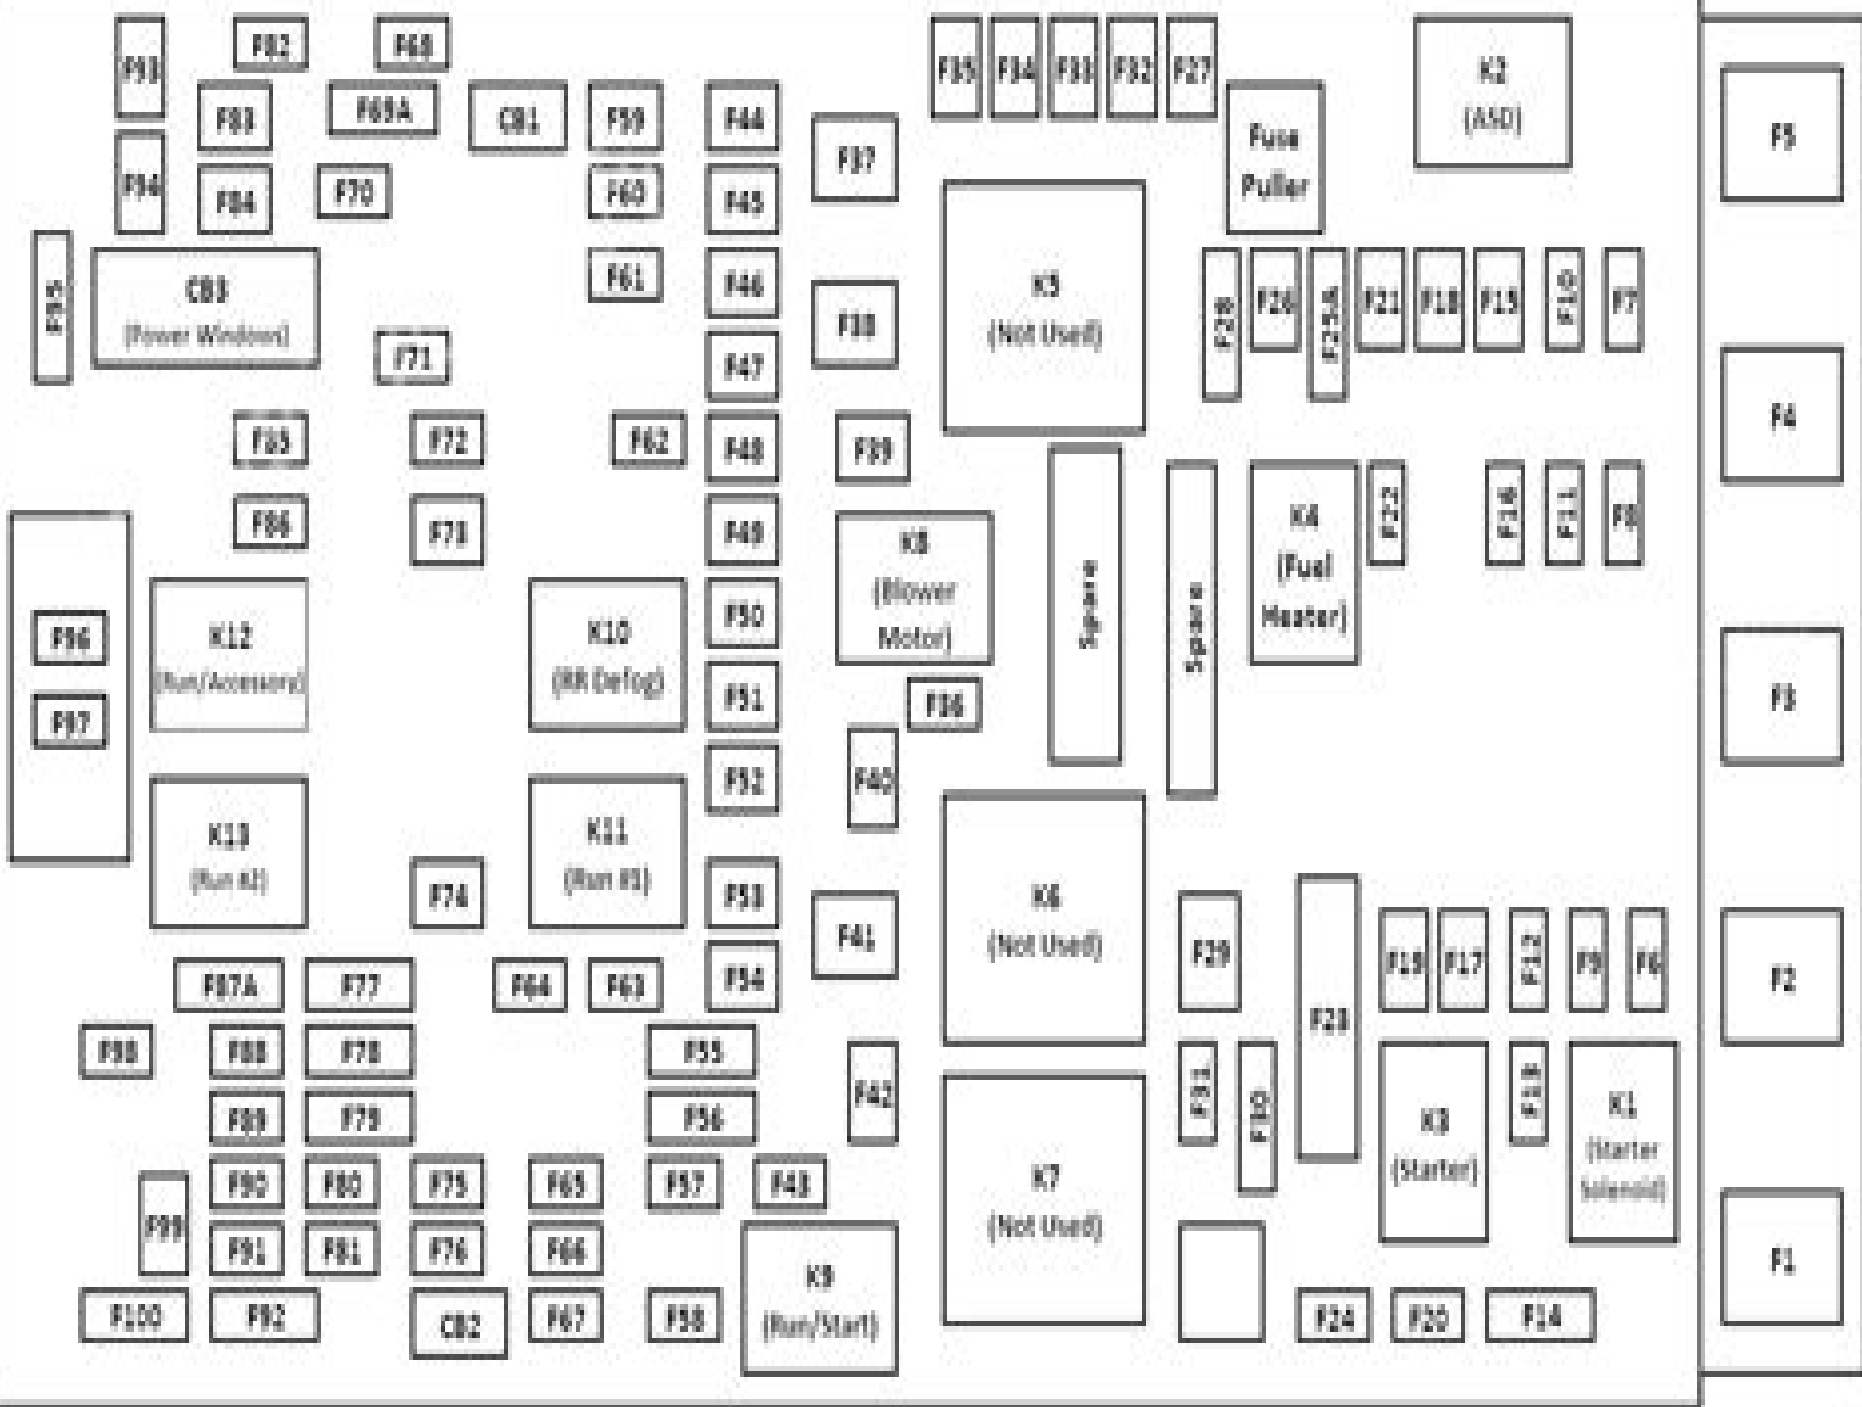 F93
F82
F68
F83
F69A
CB1
F59
F44
F94
F84
F70
F60
F45
F95
CB3
(Power Windows)
F61
F46
F71
F47
F85
F72
F62
F48
F86
F73
F49
F96
F97
K12
(Run/Accessory)
K10
(RR Defog)
F50
F51
F52
K13
(Run #2)
F74
K11
(Run #1)
F53
F54
F87A
F77
F64
F63
F98
F88
F78
F55
F89
F79
F56
F99
F90
F80
F75
F65
F57
F43
F91
F81
F76
F66
F100
F92
CB2
F67
F58
K9
(Run/Start)
F37
F38
F39
K8
(Blower
Motor)
F36
F40
F41
F42
F35
F34
F33
F32
F27
Fuse
Puller
K2
(ASD)
K5
(Not Used)
F28
F26
F25A
F21
F18
F15
F10
F7
Spare
Spare
K4
(Fuel
Heater)
F22
F16
F11
F8
K6
(Not Used)
F29
F23
F19
F17
F12
F9
F6
K7
(Not Used)
F31
F30
K3
(Starter)
F13
K1
(Starter
Solenoid)
F24
F20
F14
F5
F4
F3
F2
F1